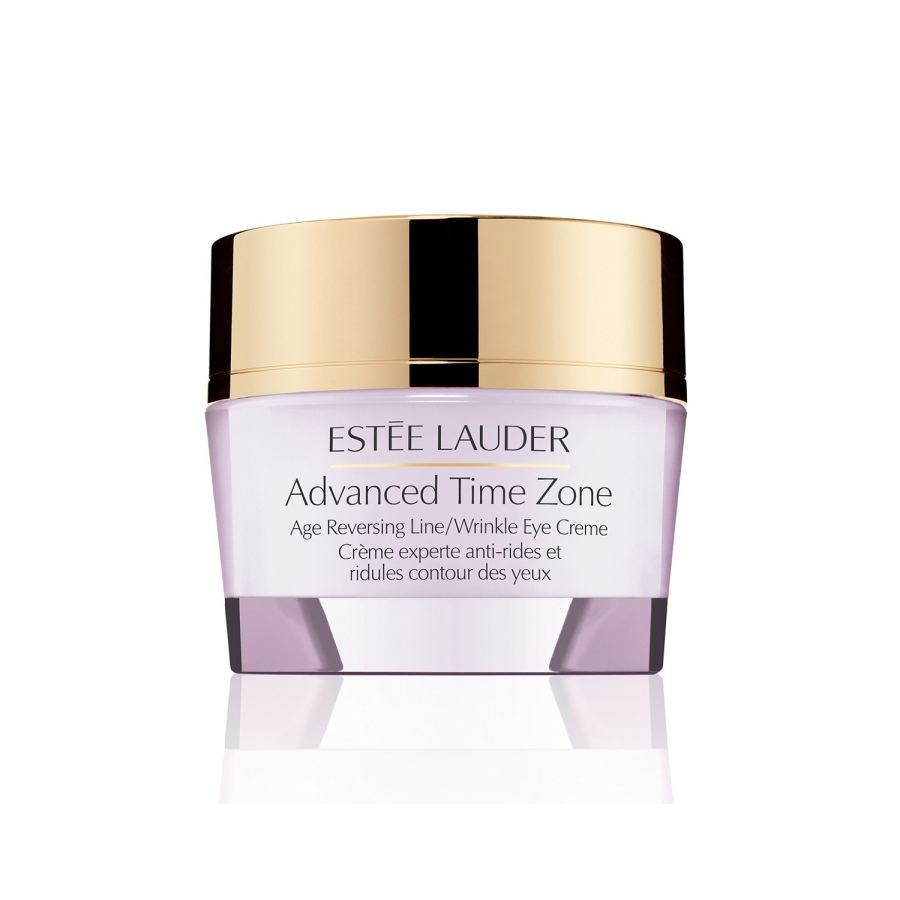 ESTĒE LAUDER
Advanced Time Zone
Age Reversing Line/Wrinkle Eye Creme
Crème experte anti-rides et
ridules contour des yeux